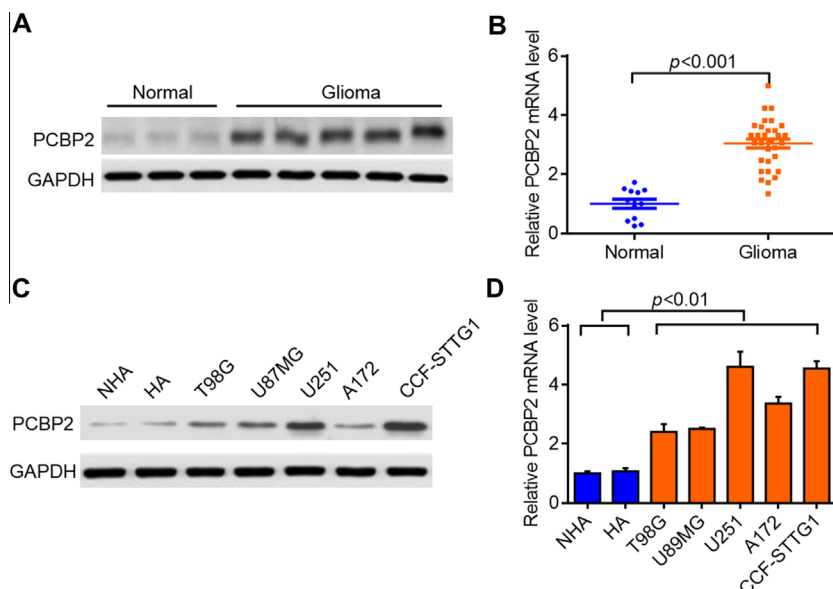 A
Normal Glioma
PCBP2
GAPDH
B
Relative PCBP2 mRNA level
6
4
2
0
p<0.001
Normal Glioma
C
NHA HA T98G U87MG U251 A172 CCF-STTG1
PCBP2
GAPDH
D
Relative PCBP2 mRNA level
6
4
2
0
p<0.01
NHA HA T98G U89MG U251 A172 CCF-STTG1